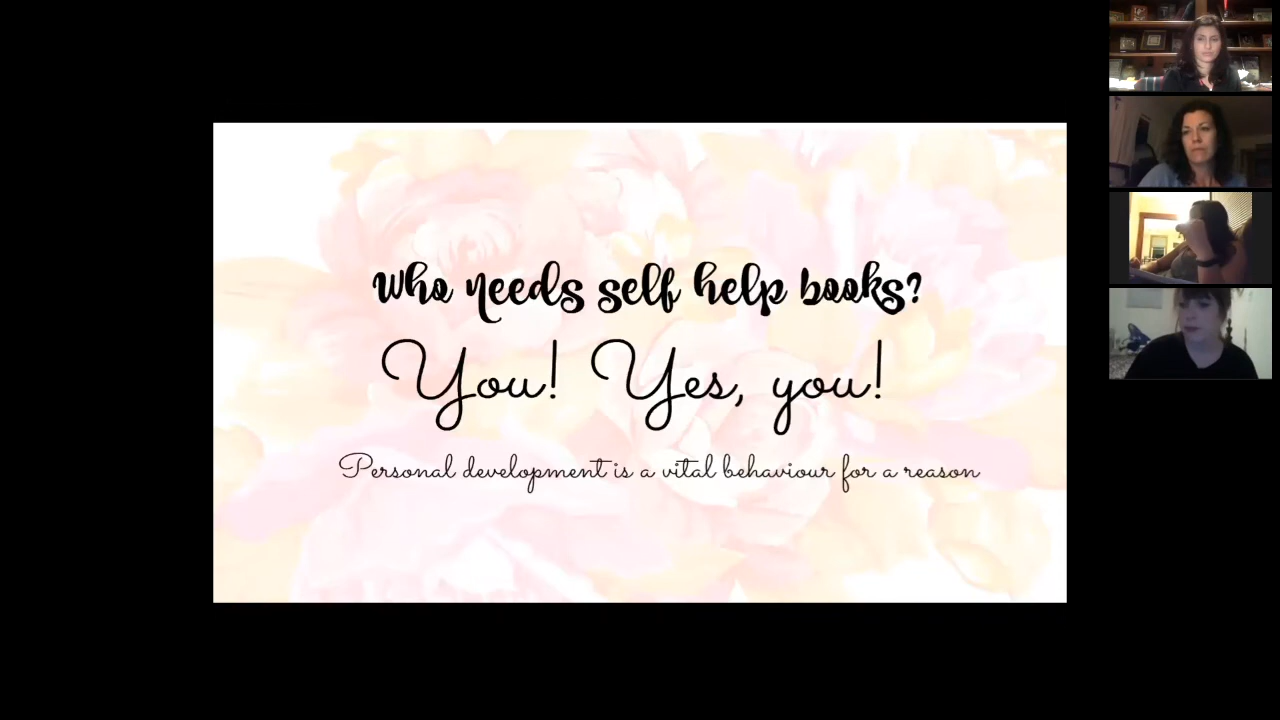 Who needs self help books?
You! Yes, you!
Personal development is a vital behaviour for a reason